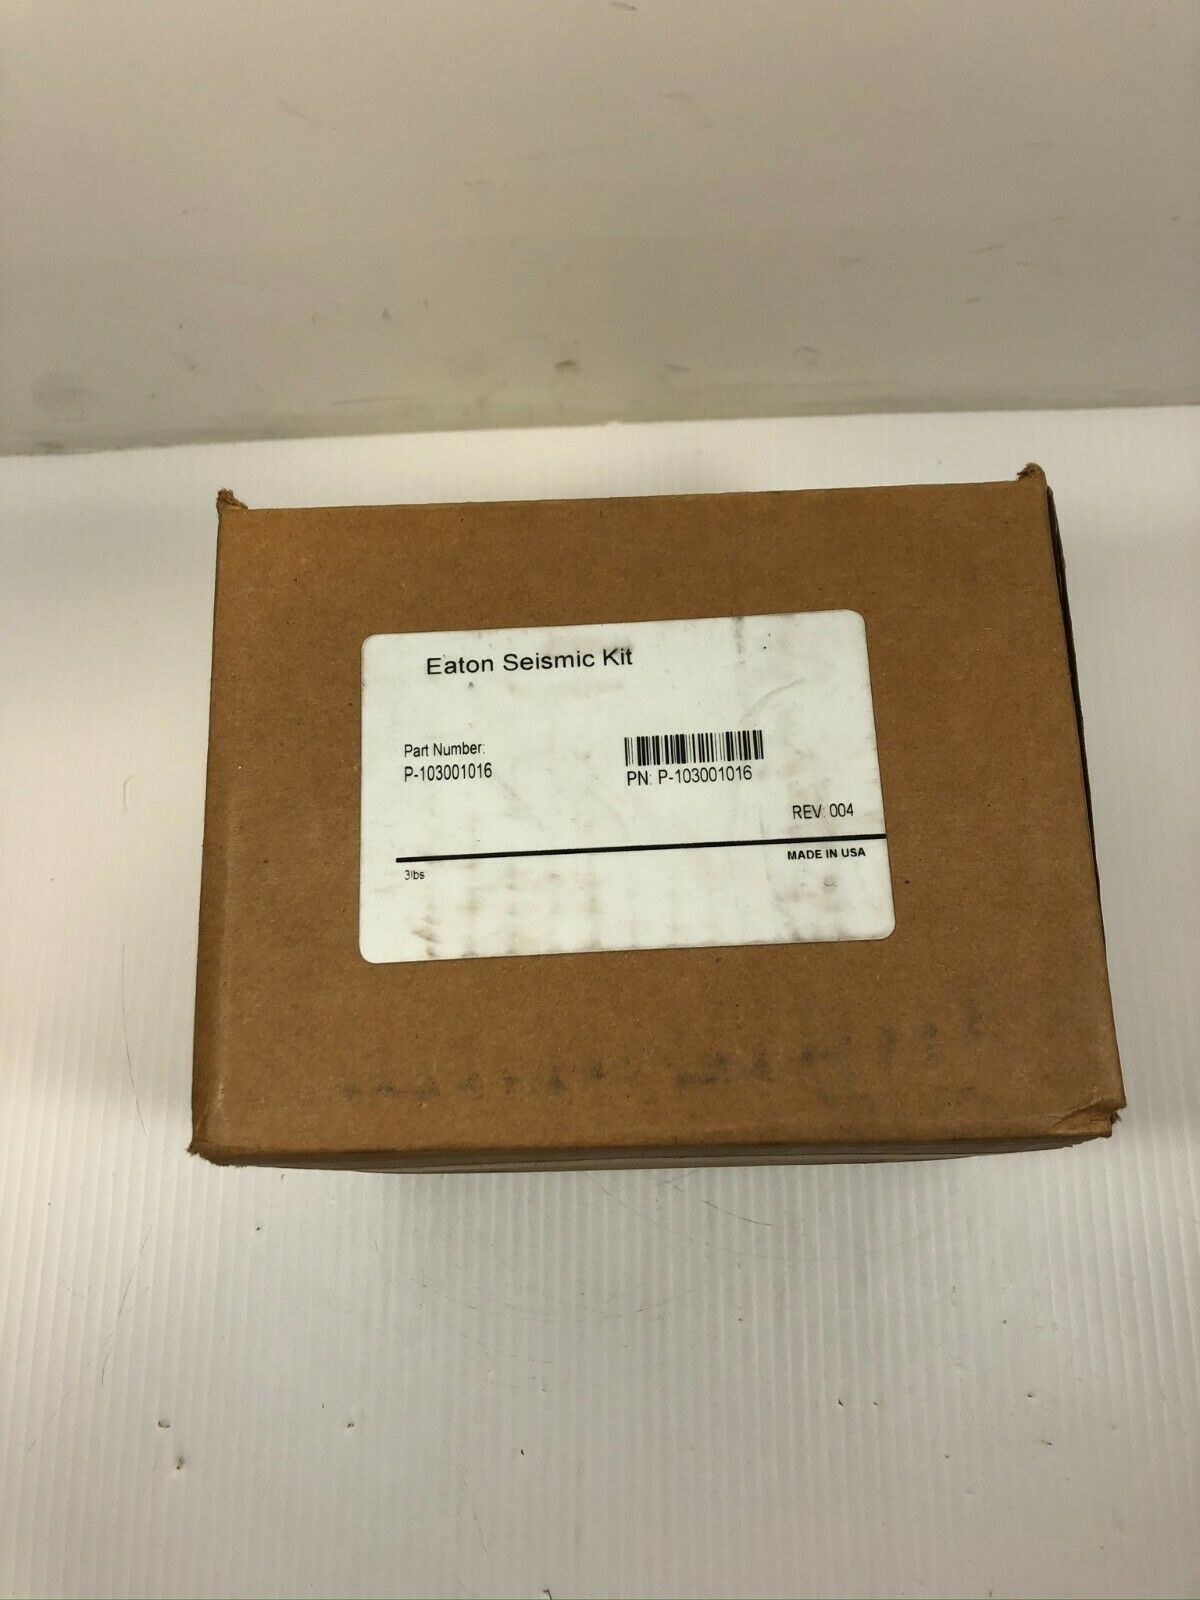 Eaton Seismic Kit
Part Number:
P-103001016
PN: P-103001016
REV: 004
MADE IN USA
3lbs